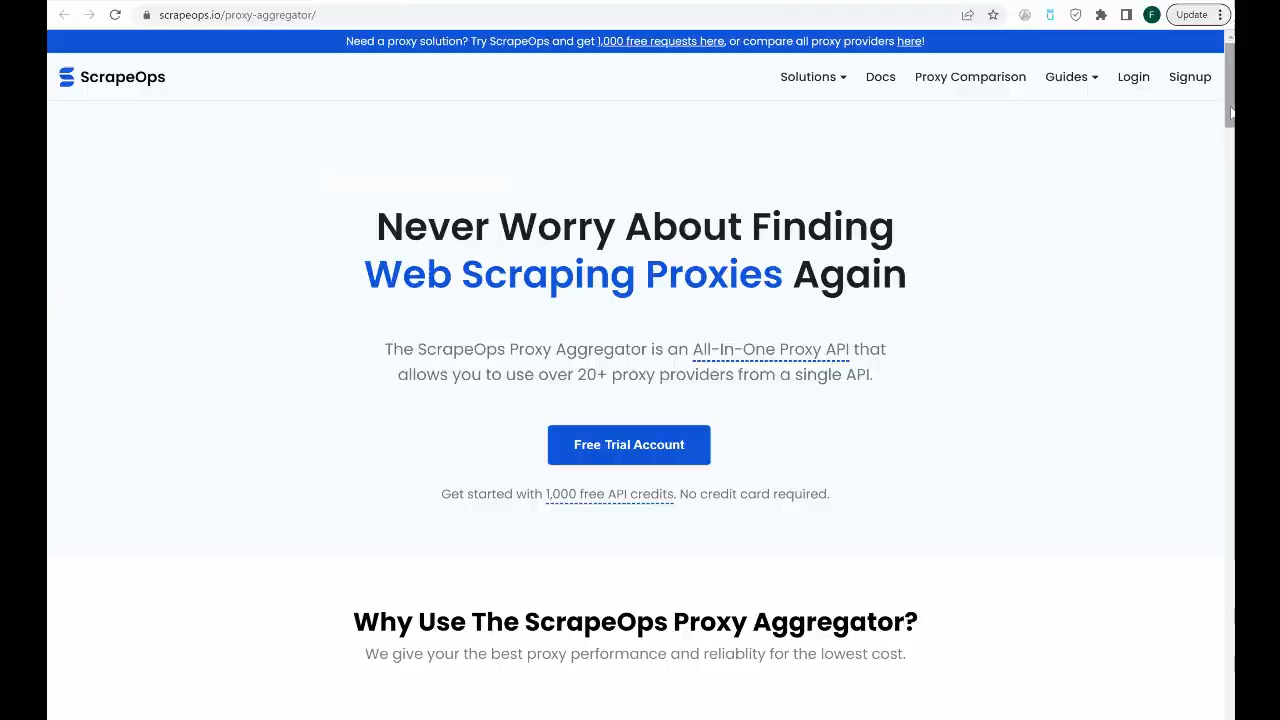 scrapeops.io/proxy-aggregator/
F
Update
Need a proxy solution? Try ScrapeOps and get 1,000 free requests here, or compare all proxy providers here!
ScrapeOps
Solutions
Docs
Proxy Comparison
Guides
Login
Signup
Never Worry About Finding
Web Scraping Proxies Again
The ScrapeOps Proxy Aggregator is an All-In-One Proxy API that
allows you to use over 20+ proxy providers from a single API.
Free Trial Account
Get started with 1,000 free API credits. No credit card required.
Why Use The ScrapeOps Proxy Aggregator?
We give your the best proxy performance and reliablity for the lowest cost.